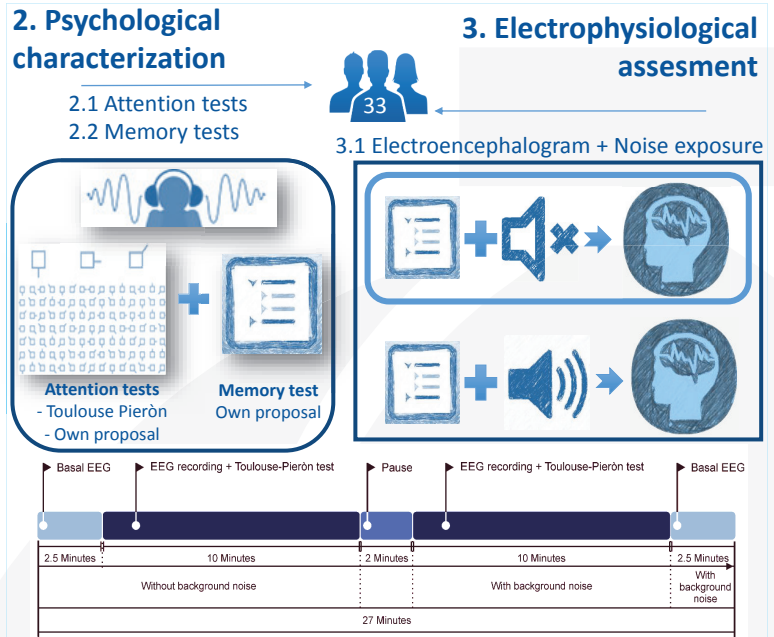 2. Psychological
characterization
3. Electrophysiological
assesment
2.1 Attention tests
2.2 Memory tests
33
3.1 Electroencephalogram + Noise exposure
Attention tests
- Toulouse Pieròn
- Own proposal
Memory test
Own proposal
Basal EEG
EEG recording + Toulouse-Pieròn test
Pause
EEG recording + Toulouse-Pieròn test
Basal EEG
2.5 Minutes
10 Minutes
2 Minutes
10 Minutes
2.5 Minutes
Without background noise
With background noise
With
background
noise
27 Minutes